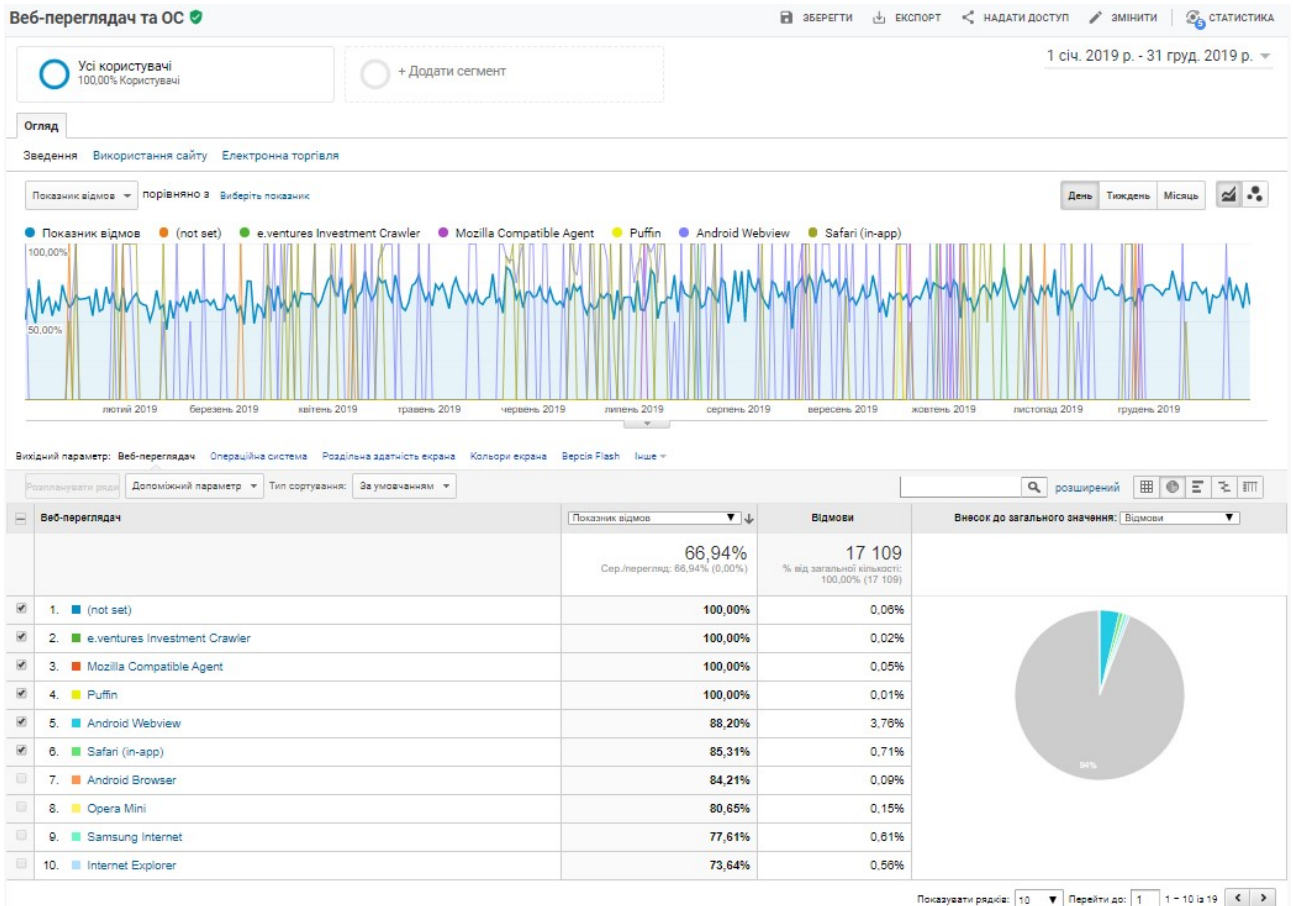 Веб-переглядач та ОС ЗБЕРЕГТИ ЕКСПОРТ НАДАТИ ДОСТУП ЗМІНИТИ 5 СТАТИСТИКА
Усі користувачі
100,00% Користувачі
+ Додати сегмент
1 січ. 2019 р. - 31 груд. 2019 р.
Огляд
Зведення Використання сайту Електронна торгівля
Показник відмов порівняно з Виберіть показник День Тиждень Місяць
Показник відмов (not set) e.ventures Investment Crawler Mozilla Compatible Agent Puffin Android Webview Safari (in-app)
100,00%
50,00%
лютий 2019 березень 2019 квітень 2019 травень 2019 червень 2019 липень 2019 серпень 2019 вересень 2019 жовтень 2019 листопад 2019 грудень 2019
Вихідний параметр: Веб-переглядач Операційна система Роздільна здатність екрана Кольори екрана Версія Flash Інше
Розпланувати ряди Допоміжний параметр Тип сортування: За умовчанням розширений
Веб-переглядач Показник відмов Відмови Внесок до загального значення: Відмови
66,94% 17 109
Сер./перегляд: 66,94% (0,00%) % від загальної кількості: 100,00% (17 109)
1. (not set) 100,00% 0,06%
2. e.ventures Investment Crawler 100,00% 0,02%
3. Mozilla Compatible Agent 100,00% 0,05%
4. Puffin 100,00% 0,01%
5. Android Webview 88,20% 3,76%
6. Safari (in-app) 85,31% 0,71%
7. Android Browser 84,21% 0,09%
8. Opera Mini 80,65% 0,15%
9. Samsung Internet 77,61% 0,61%
10. Internet Explorer 73,64% 0,56%
94%
Показувати рядків: 10 Перейти до: 1 1 – 10 із 19